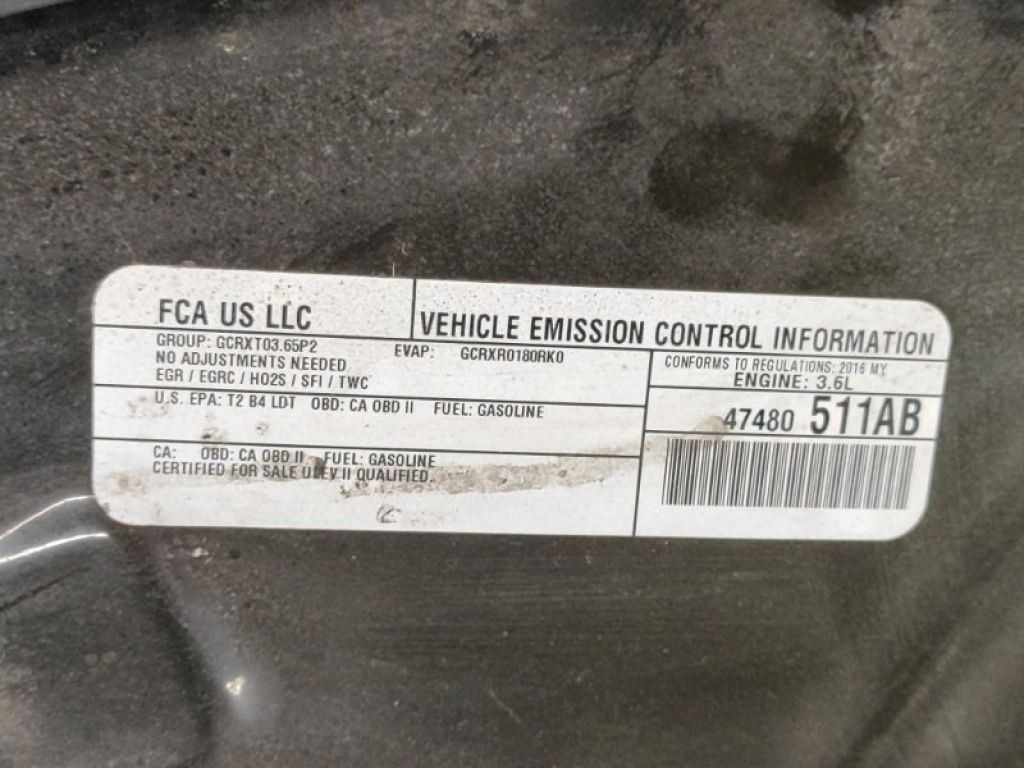 FCA US LLC
VEHICLE EMISSION CONTROL INFORMATION
GROUP: GCRXT03.65P2 EVAP: GCRXR0180RK0
NO ADJUSTMENTS NEEDED
EGR / EGRC / HO2S / SFI / TWC
CONFORMS TO REGULATIONS: 2016 MY
ENGINE: 3.6L
U.S. EPA: T2 B4 LDT OBD: CA OBD II FUEL: GASOLINE
47480 511AB
CA: OBD: CA OBD II FUEL: GASOLINE
CERTIFIED FOR SALE ULEV II QUALIFIED.